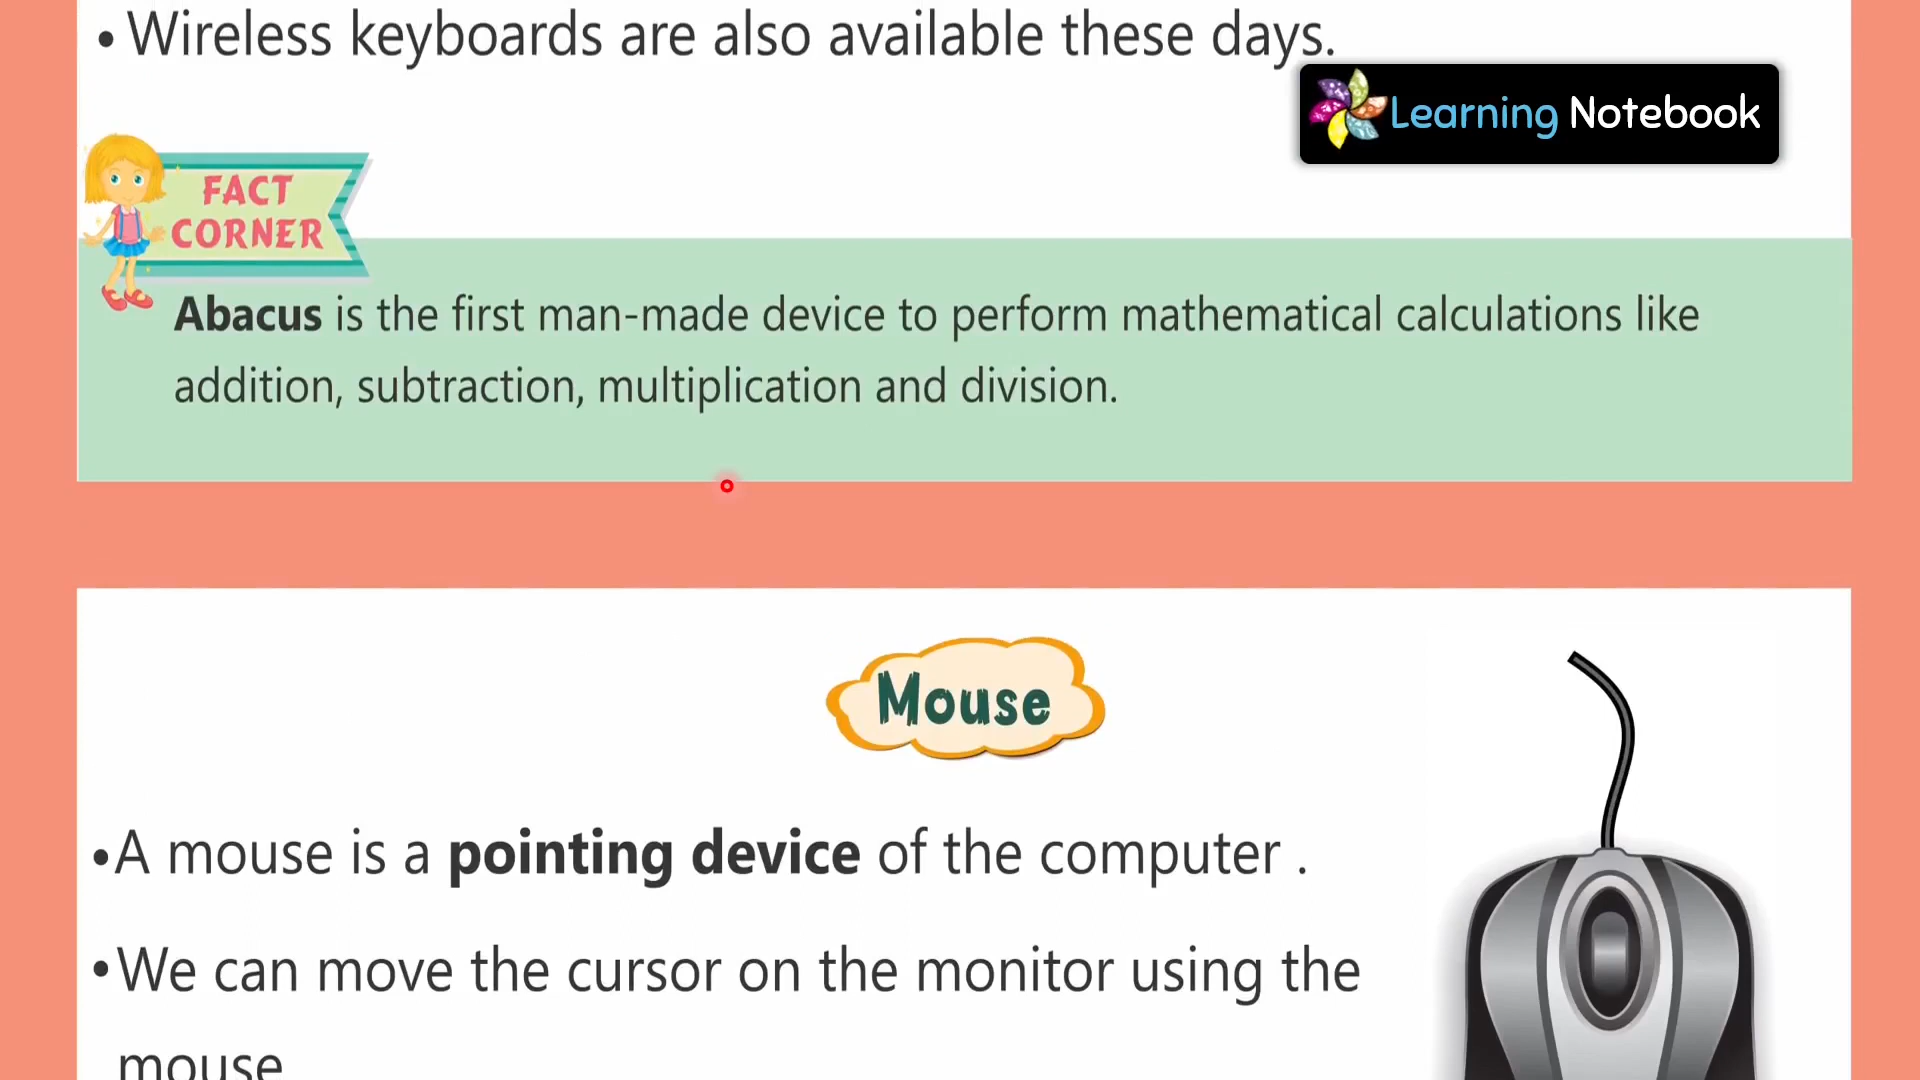 • Wireless keyboards are also available these days.
Learning Notebook
FACT
CORNER
Abacus is the first man-made device to perform mathematical calculations like
addition, subtraction, multiplication and division.
Mouse
• A mouse is a pointing device of the computer .
• We can move the cursor on the monitor using the
mouse